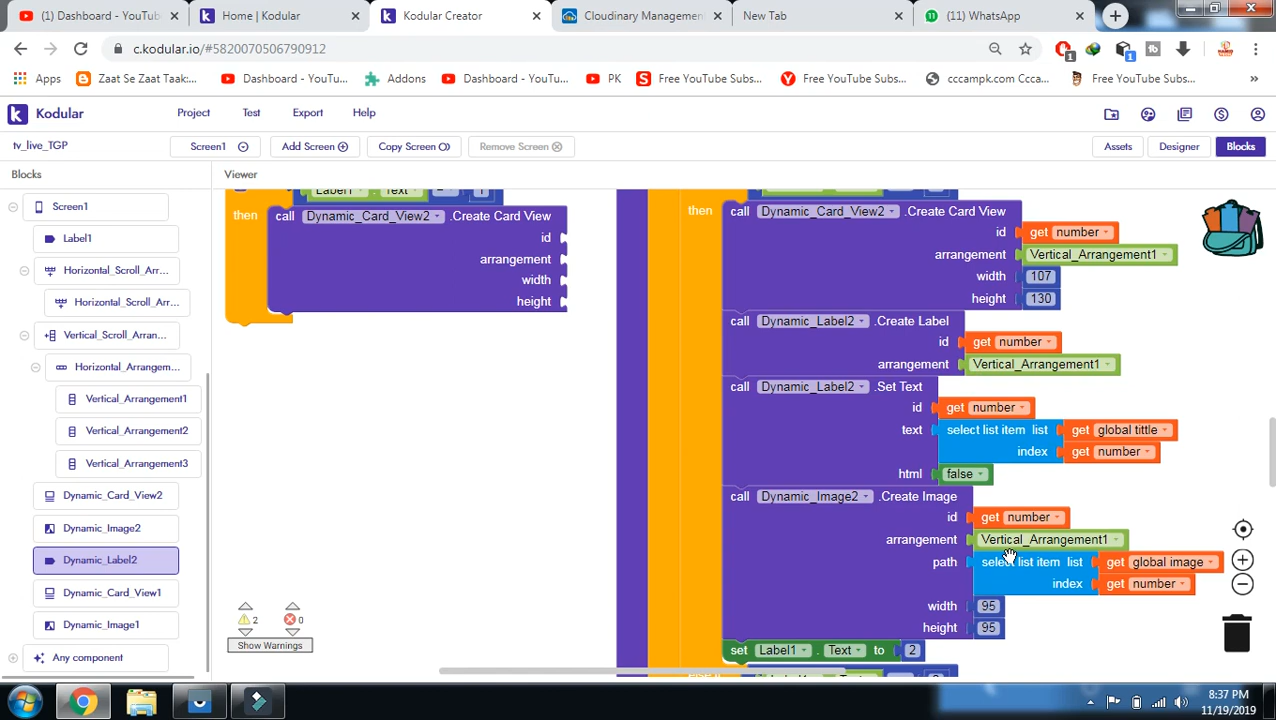 (1) Dashboard - YouTu
Home | Kodular
Kodular Creator
Cloudinary Management
New Tab
(11) WhatsApp
c.kodular.io/#5820070506790912
1
1
Apps
Zaat Se Zaat Taak:...
Dashboard - YouTu...
Addons
Dashboard - YouTu...
PK
Free YouTube Subs...
Free YouTube Subs...
cccampk.com Ccca...
Free YouTube Subs...
Kodular
Project
Test
Export
Help
tv_live_TGP
Screen1
Add Screen
Copy Screen
Remove Screen
Assets
Designer
Blocks
Blocks
Viewer
Screen1
Label1
Horizontal_Scroll_Arr...
Horizontal_Scroll_Arr...
Vertical_Scroll_Arran...
Horizontal_Arrangem...
Vertical_Arrangement1
Vertical_Arrangement2
Vertical_Arrangement3
Dynamic_Card_View2
Dynamic_Image2
Dynamic_Label2
Dynamic_Card_View1
Dynamic_Image1
Any component
Label1 . Text = 1
then call Dynamic_Card_View2 .Create Card View
id
arrangement
width
height
2 0
Show Warnings
then call Dynamic_Card_View2 .Create Card View
id get number
arrangement Vertical_Arrangement1
width 107
height 130
call Dynamic_Label2 .Create Label
id get number
arrangement Vertical_Arrangement1
call Dynamic_Label2 .Set Text
id get number
text select list item list get global tittle
index get number
html false
call Dynamic_Image2 .Create Image
id get number
arrangement Vertical_Arrangement1
path select list item list get global image
index get number
width 95
height 95
set Label1 . Text to 2
8:37 PM
11/19/2019